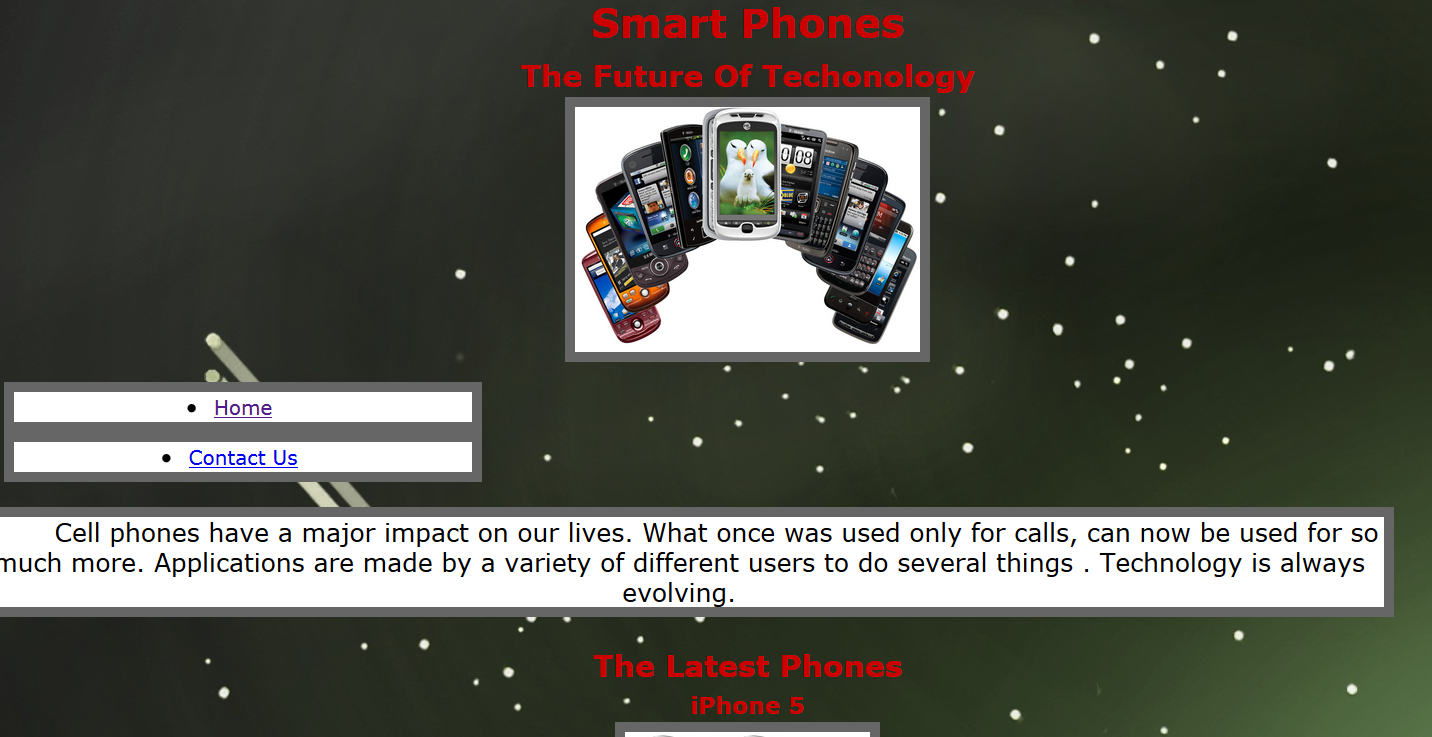 Smart Phones
The Future Of Techonology
Home
Contact Us
Cell phones have a major impact on our lives. What once was used only for calls, can now be used for so
much more. Applications are made by a variety of different users to do several things . Technology is always
evolving.
The Latest Phones
iPhone 5